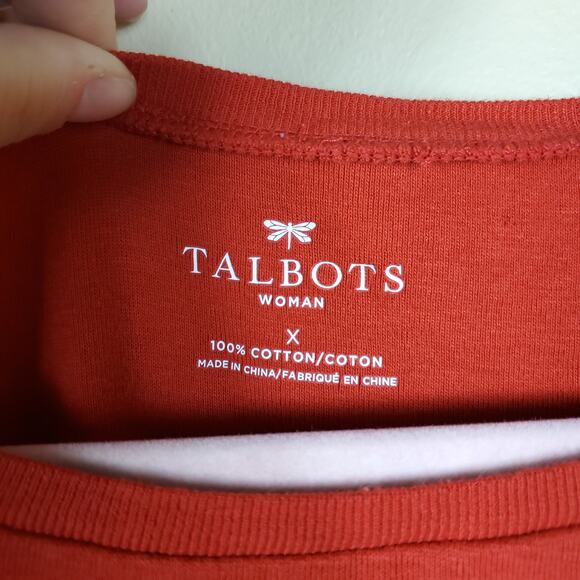 TALBOTS
WOMAN
X
100% COTTON/COTON
MADE IN CHINA/FABRIQUÉ EN CHINE